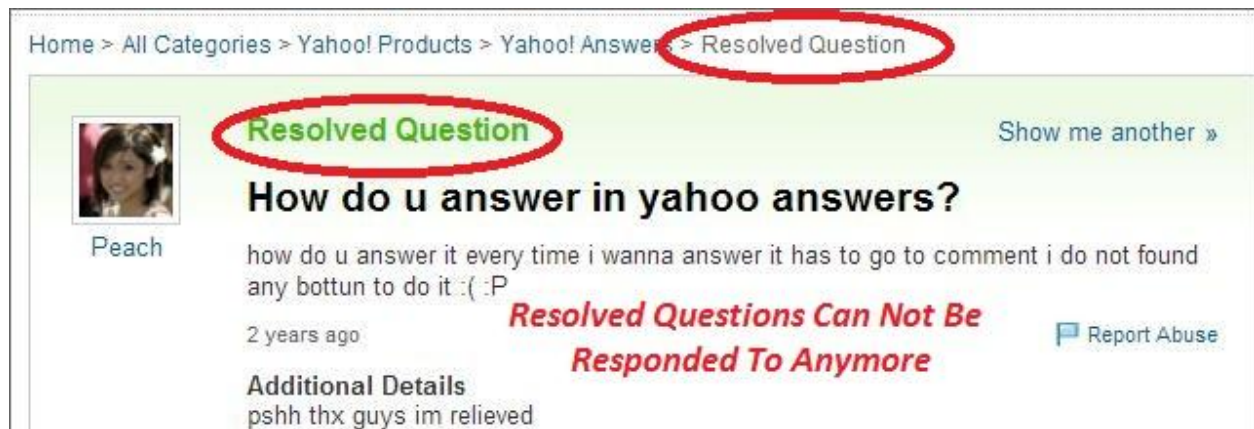 Home > All Categories > Yahoo! Products > Yahoo! Answers > Resolved Question
Resolved Question
Show me another »
How do u answer in yahoo answers?
Peach
how do u answer it every time i wanna answer it has to go to comment i do not found
any bottun to do it :( :P
Resolved Questions Can Not Be
Responded To Anymore
2 years ago
Report Abuse
Additional Details
pshh thx guys im relieved